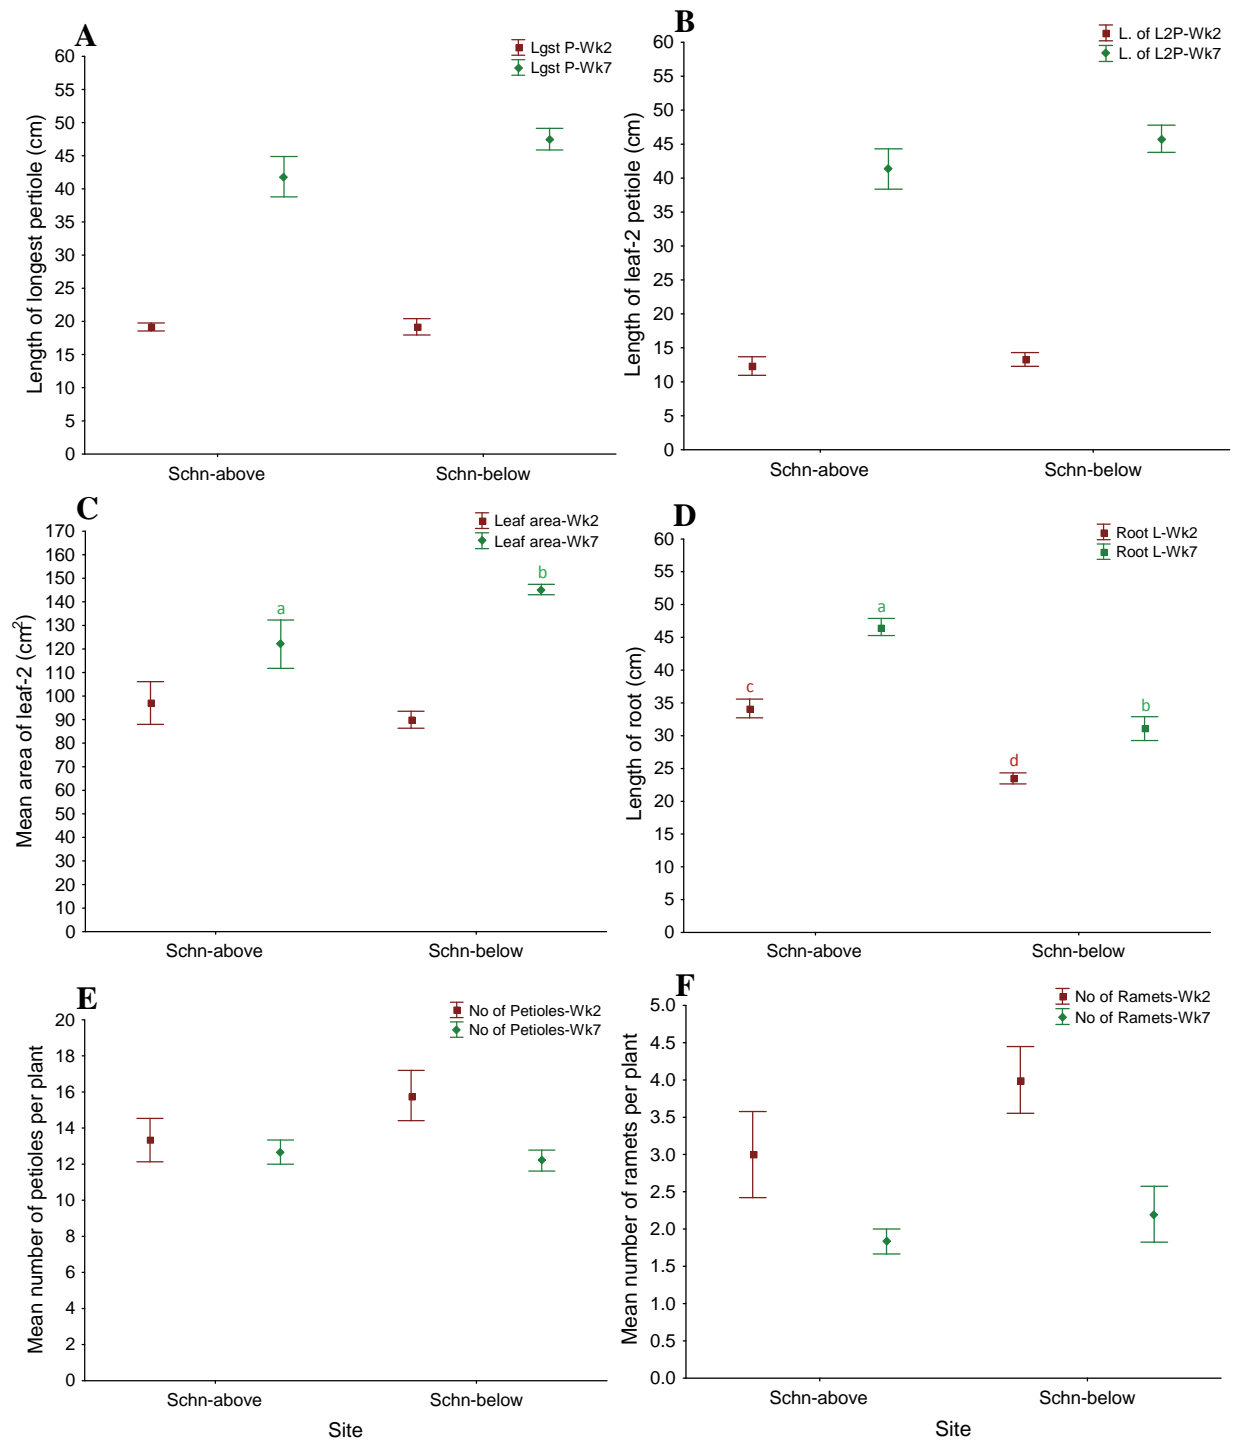 A
Lgst P-Wk2
Lgst P-Wk7
Length of longest pertiole (cm)
60
55
50
45
40
35
30
25
20
15
10
5
0
Schn-above Schn-below
B
L. of L2P-Wk2
L. of L2P-Wk7
Length of leaf-2 petiole (cm)
60
55
50
45
40
35
30
25
20
15
10
5
0
Schn-above Schn-below
C
Leaf area-Wk2
Leaf area-Wk7
Mean area of leaf-2 (cm²)
170
160
150
140
130
120
110
100
90
80
70
60
50
40
30
20
10
0
a
b
Schn-above Schn-below
D
Root L-Wk2
Root L-Wk7
Length of root (cm)
60
55
50
45
40
35
30
25
20
15
10
5
0
c
a
d
b
Schn-above Schn-below
E
No of Petioles-Wk2
No of Petioles-Wk7
Mean number of petioles per plant
20
18
16
14
12
10
8
6
4
2
0
Schn-above Schn-below
Site
F
No of Ramets-Wk2
No of Ramets-Wk7
Mean number of ramets per plant
5.0
4.5
4.0
3.5
3.0
2.5
2.0
1.5
1.0
0.5
0.0
Schn-above Schn-below
Site